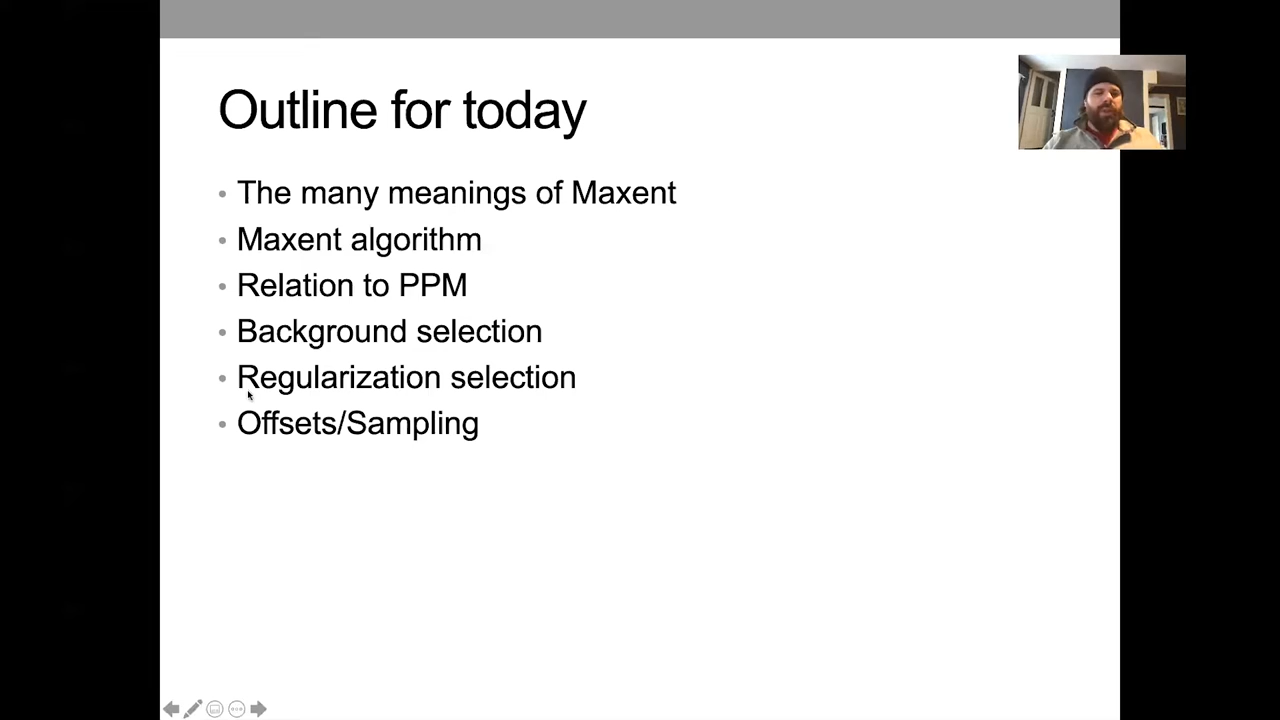 Outline for today
• The many meanings of Maxent
• Maxent algorithm
• Relation to PPM
• Background selection
• Regularization selection
• Offsets/Sampling